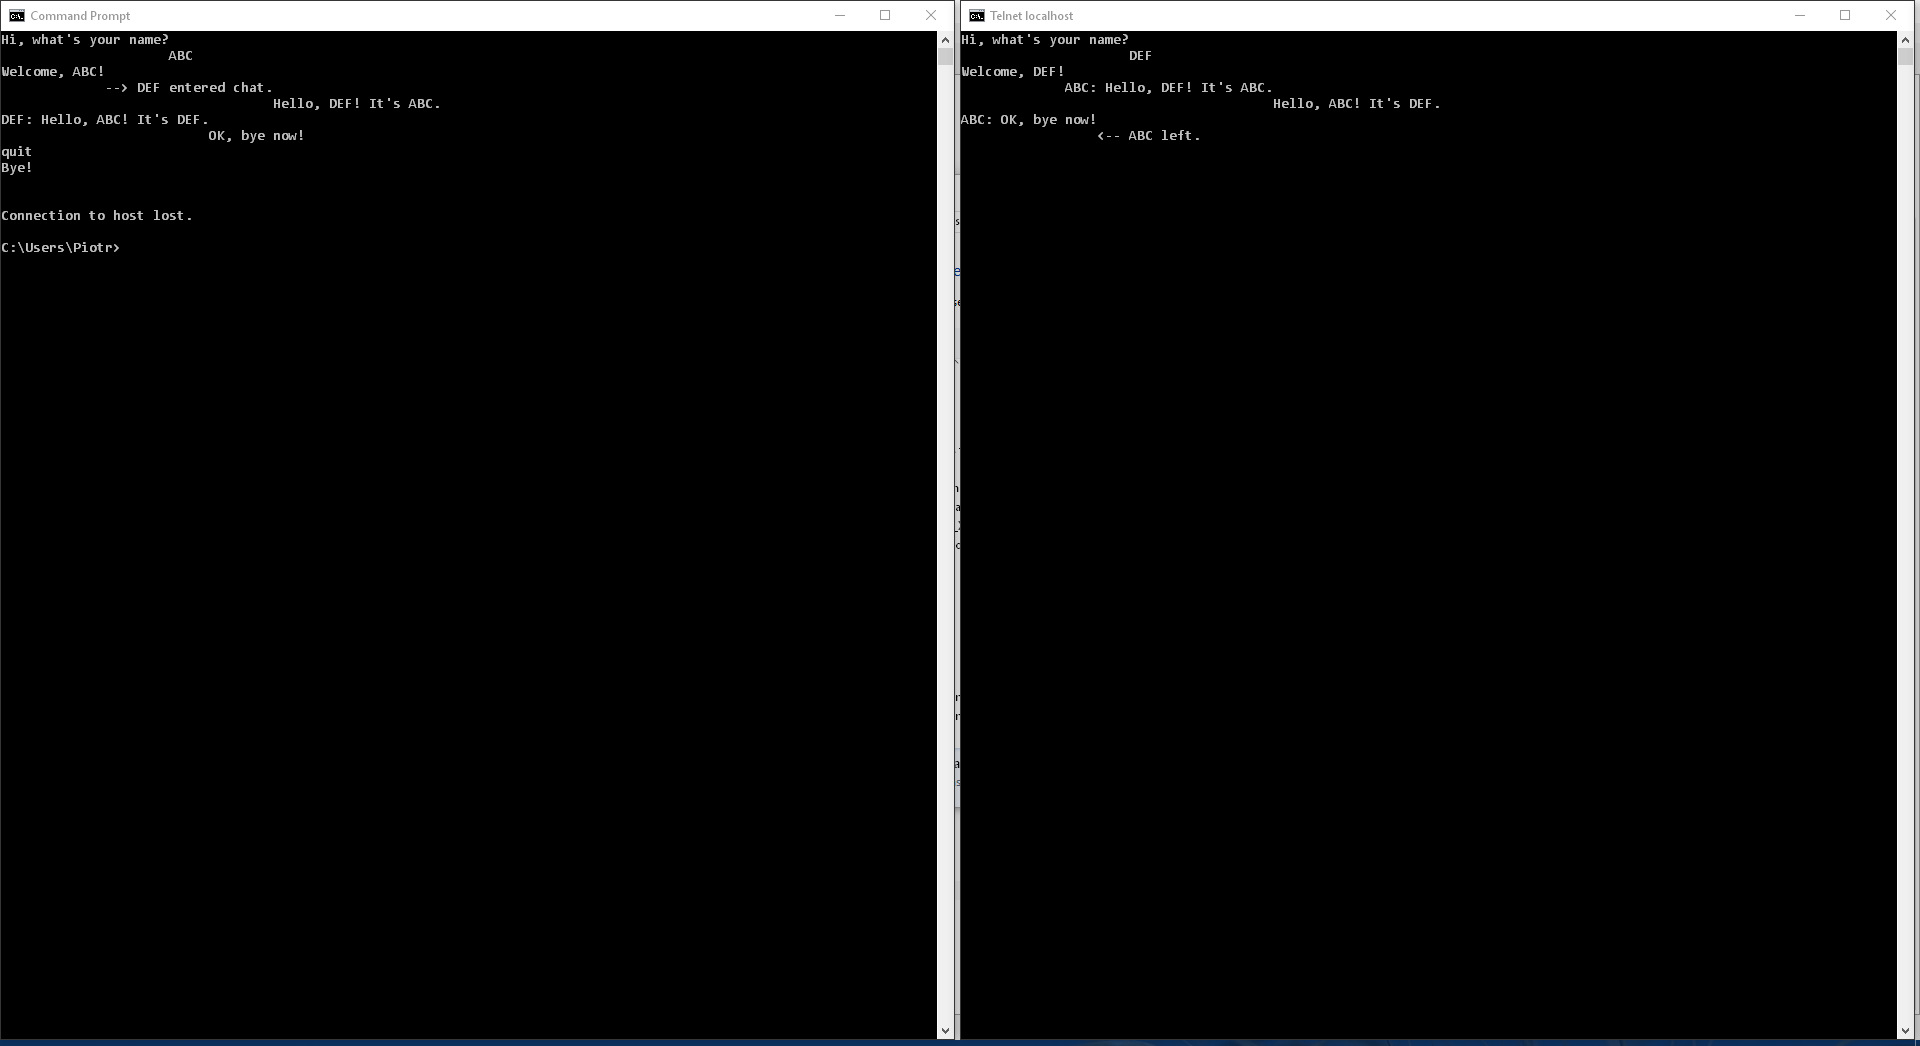 Command Prompt
Hi, what's your name?
ABC
Welcome, ABC!
--> DEF entered chat.
Hello, DEF! It's ABC.
DEF: Hello, ABC! It's DEF.
OK, bye now!
quit
Bye!
Connection to host lost.
C:\Users\Piotr>
Telnet localhost
Hi, what's your name?
DEF
Welcome, DEF!
ABC: Hello, DEF! It's ABC.
Hello, ABC! It's DEF.
ABC: OK, bye now!
<-- ABC left.